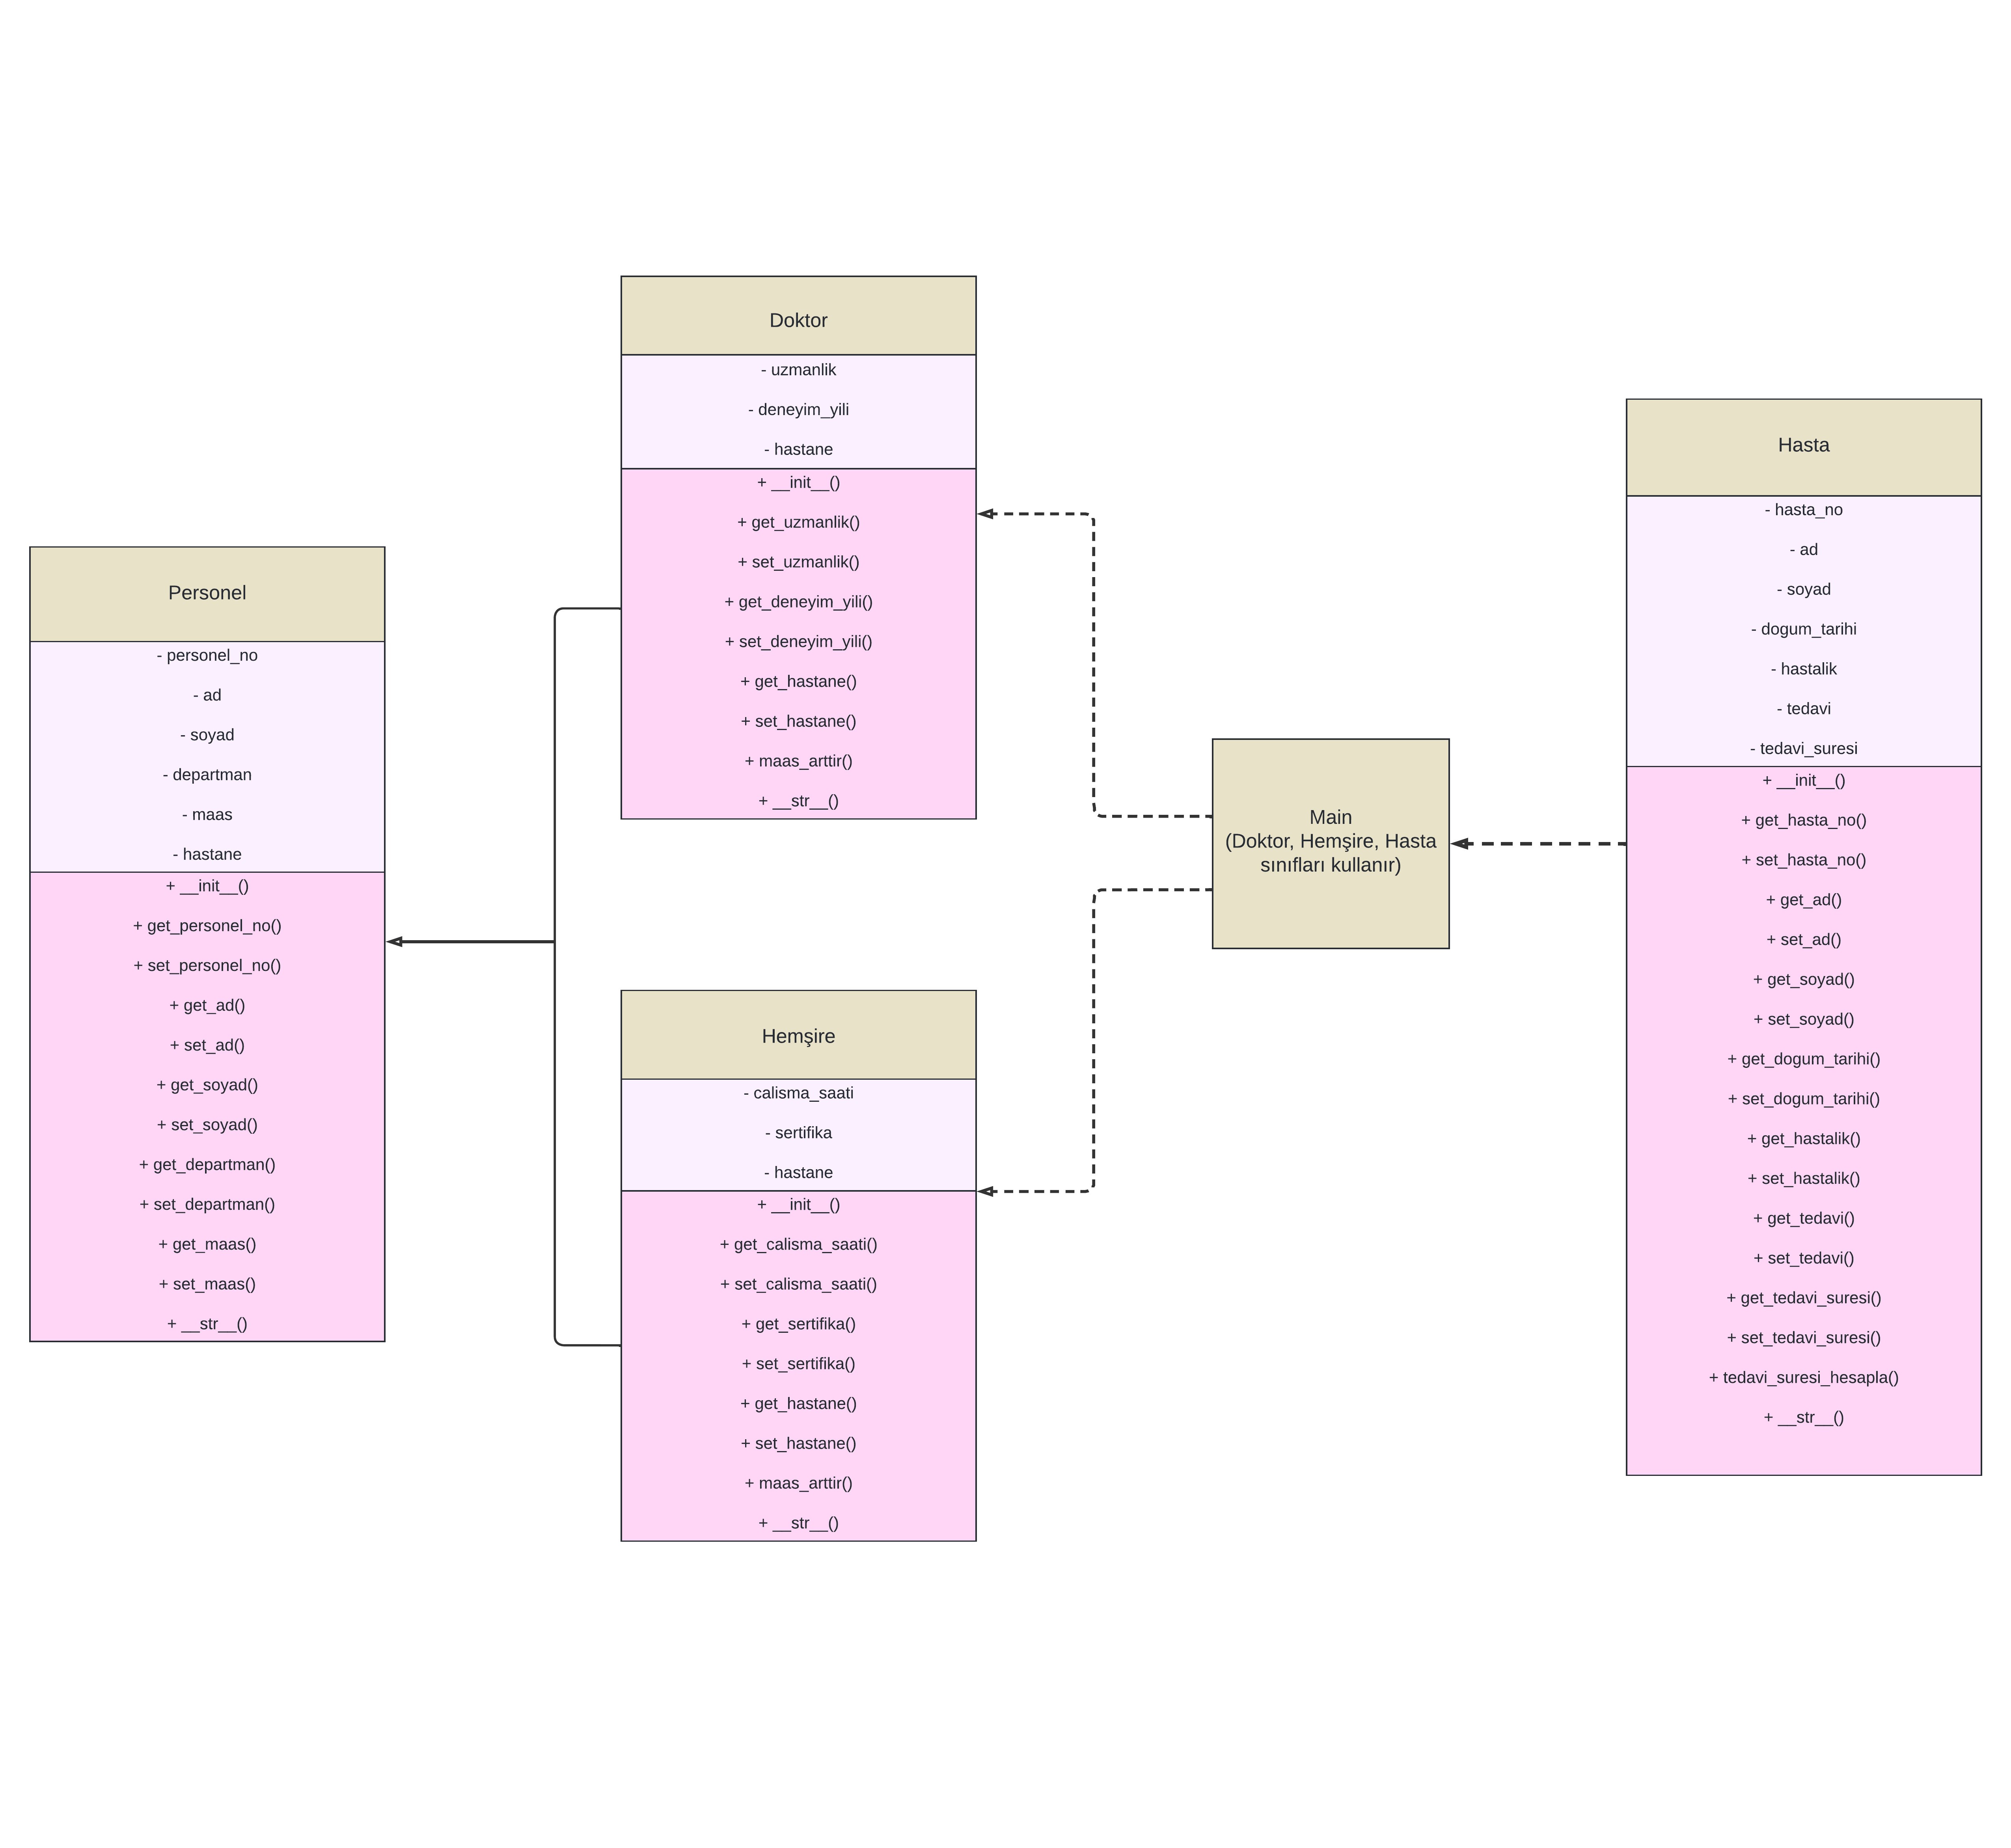 Personel
- personel_no
- ad
- soyad
- departman
- maas
- hastane
+ __init__()
+ get_personel_no()
+ set_personel_no()
+ get_ad()
+ set_ad()
+ get_soyad()
+ set_soyad()
+ get_departman()
+ set_departman()
+ get_maas()
+ set_maas()
+ __str__()
Doktor
- uzmanlik
- deneyim_yili
- hastane
+ __init__()
+ get_uzmanlik()
+ set_uzmanlik()
+ get_deneyim_yili()
+ set_deneyim_yili()
+ get_hastane()
+ set_hastane()
+ maas_arttir()
+ __str__()
Hemşire
- calisma_saati
- sertifika
- hastane
+ __init__()
+ get_calisma_saati()
+ set_calisma_saati()
+ get_sertifika()
+ set_sertifika()
+ get_hastane()
+ set_hastane()
+ maas_arttir()
+ __str__()
Main
(Doktor, Hemşire, Hasta
sınıfları kullanır)
Hasta
- hasta_no
- ad
- soyad
- dogum_tarihi
- hastalik
- tedavi
- tedavi_suresi
+ __init__()
+ get_hasta_no()
+ set_hasta_no()
+ get_ad()
+ set_ad()
+ get_soyad()
+ set_soyad()
+ get_dogum_tarihi()
+ set_dogum_tarihi()
+ get_hastalik()
+ set_hastalik()
+ get_tedavi()
+ set_tedavi()
+ get_tedavi_suresi()
+ set_tedavi_suresi()
+ tedavi_suresi_hesapla()
+ __str__()